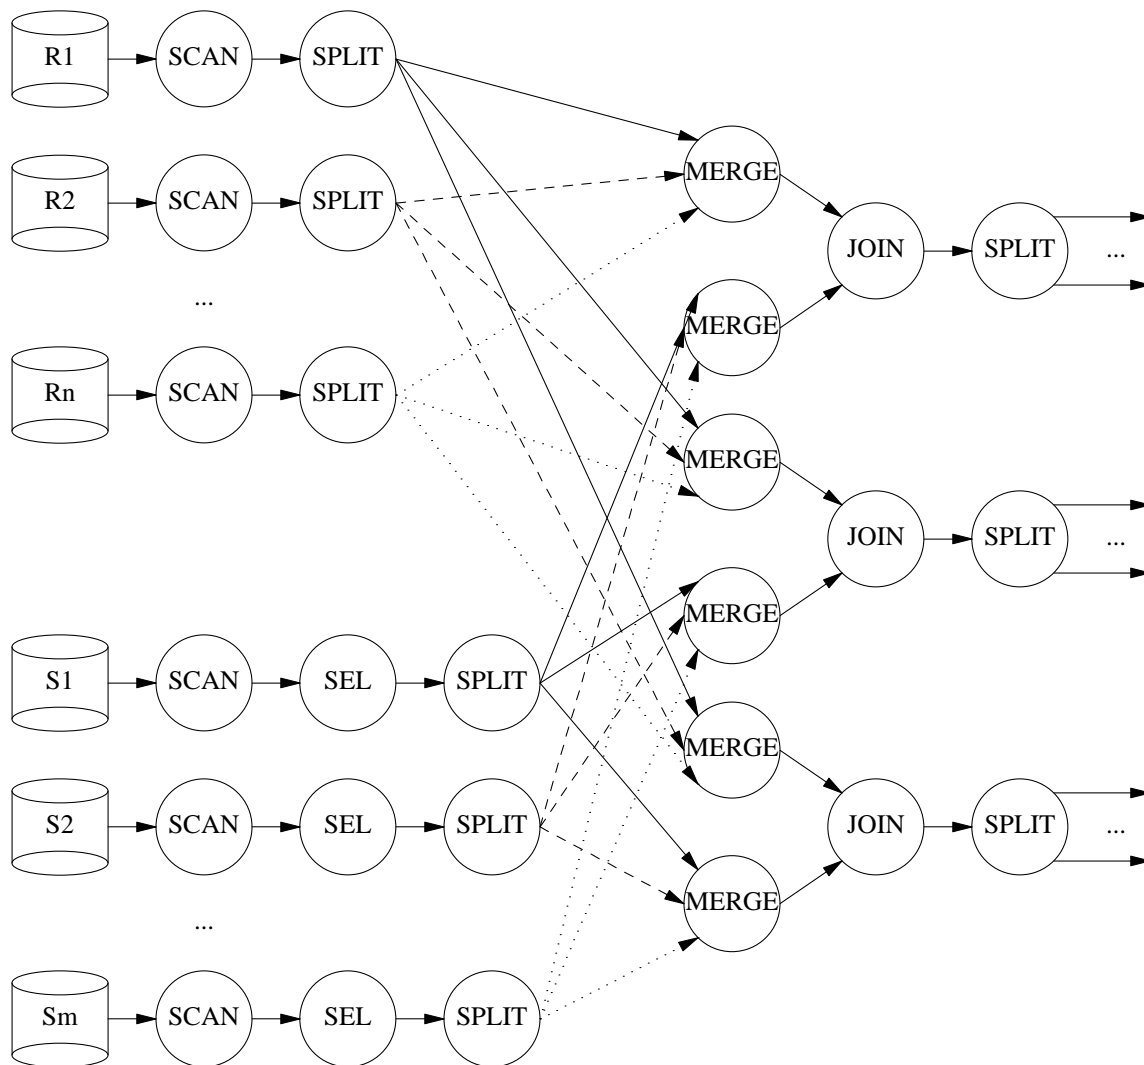 R1 SCAN SPLIT
MERGE
R2 SCAN SPLIT
JOIN SPLIT ...
...
MERGE
Rn SCAN SPLIT
MERGE
JOIN SPLIT ...
MERGE
S1 SCAN SEL SPLIT
MERGE
S2 SCAN SEL SPLIT JOIN SPLIT ...
MERGE
...
Sm SCAN SEL SPLIT